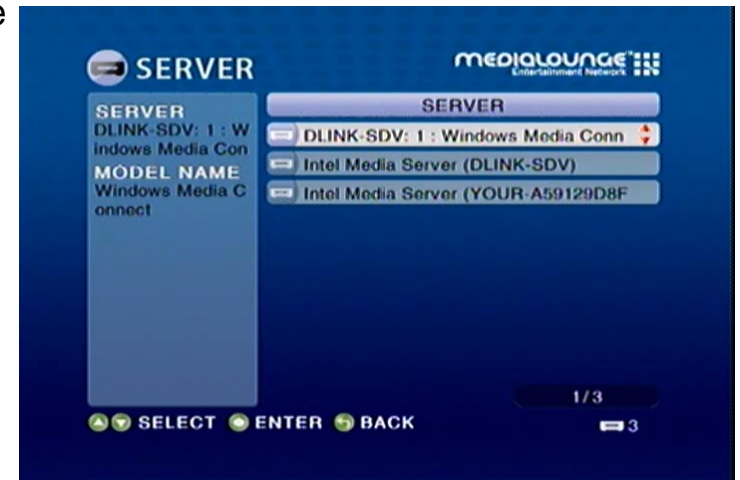 e
SERVER
MEDIALOUNGE™
Entertainment Network
SERVER
DLINK-SDV: 1 : W
indows Media Con
MODEL NAME
Windows Media C
onnect
SERVER
DLINK-SDV: 1 : Windows Media Conn
Intel Media Server (DLINK-SDV)
Intel Media Server (YOUR-A59129D8F
1/3
SELECT ENTER BACK
3